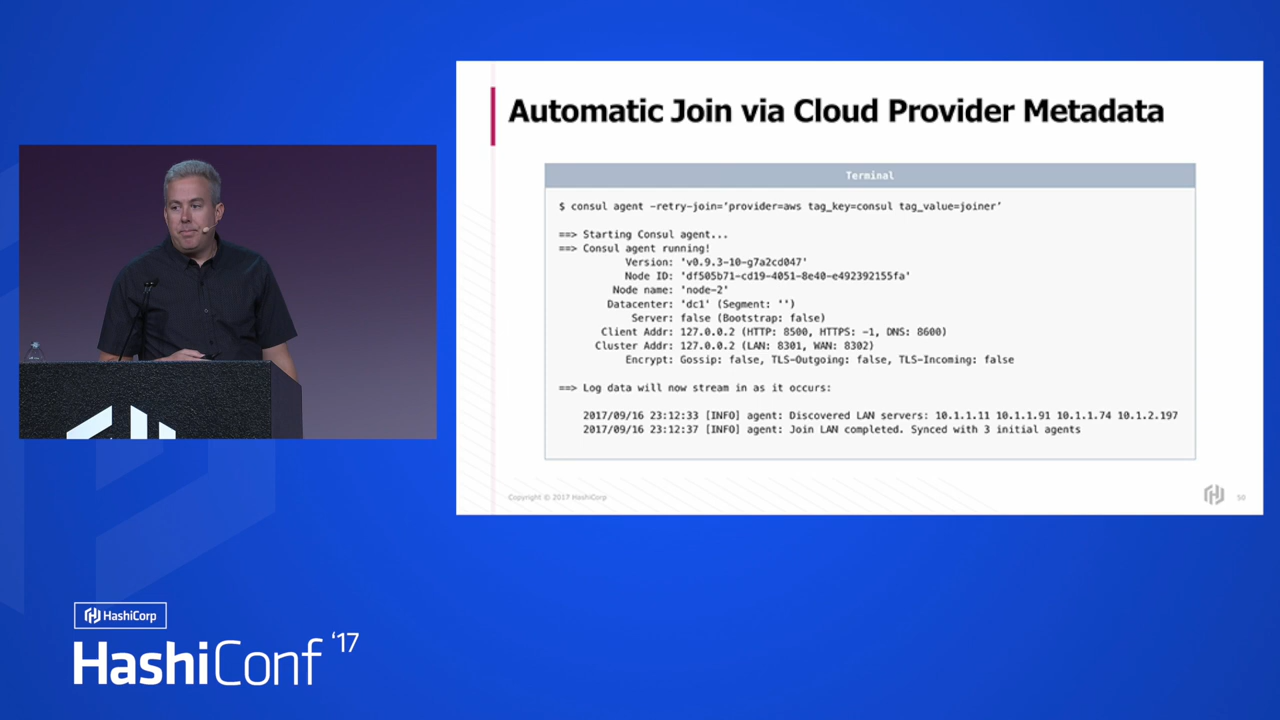 Automatic Join via Cloud Provider Metadata
Terminal
$ consul agent -retry-join=‘provider=aws tag_key=consul tag_value=joiner’
==> Starting Consul agent...
==> Consul agent running!
Version: 'v0.9.3-10-g7a2cd047'
Node ID: 'df505b71-cd19-4051-8e40-e492392155fa'
Node name: 'node-2'
Datacenter: 'dc1' (Segment: '')
Server: false (Bootstrap: false)
Client Addr: 127.0.0.2 (HTTP: 8500, HTTPS: -1, DNS: 8600)
Cluster Addr: 127.0.0.2 (LAN: 8301, WAN: 8302)
Encrypt: Gossip: false, TLS-Outgoing: false, TLS-Incoming: false
==> Log data will now stream in as it occurs:
2017/09/16 23:12:33 [INFO] agent: Discovered LAN servers: 10.1.1.11 10.1.1.91 10.1.1.74 10.1.2.197
2017/09/16 23:12:37 [INFO] agent: Join LAN completed. Synced with 3 initial agents
Copyright © 2017 HashiCorp
50
HashiCorp
HashiConf '17